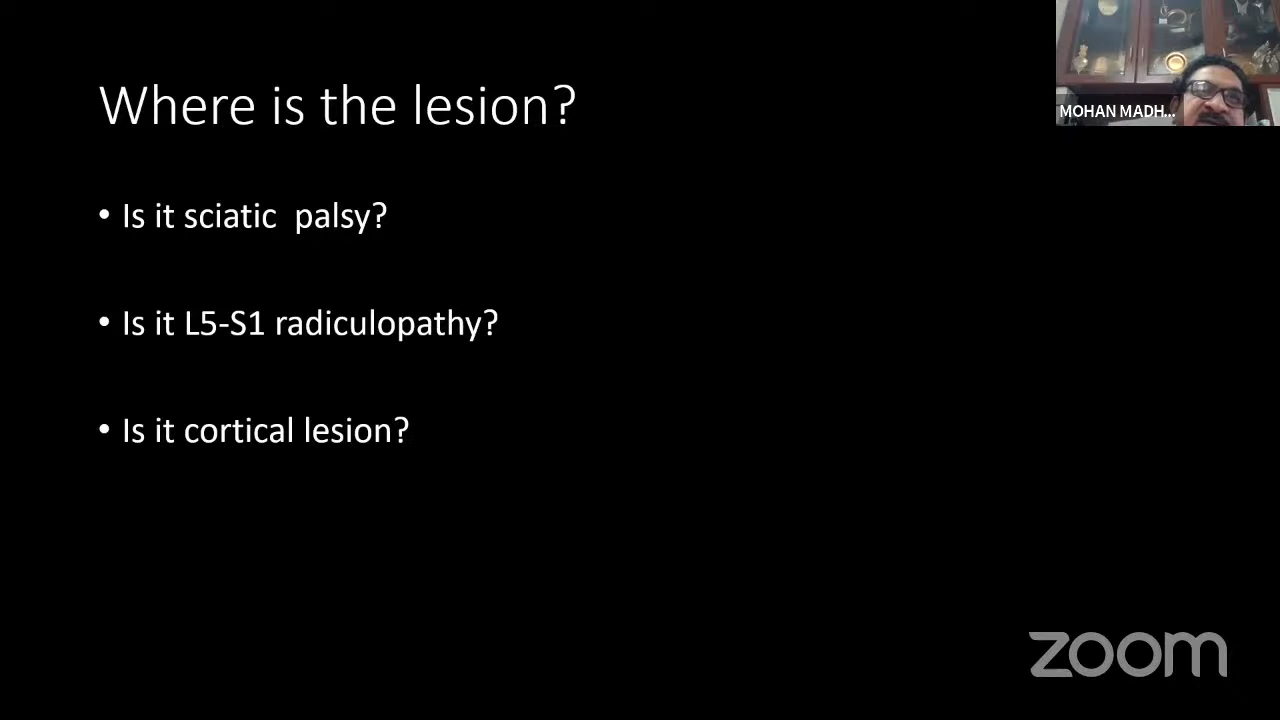 MOHAN MADH...
Where is the lesion?
• Is it sciatic  palsy?
• Is it L5-S1 radiculopathy?
• Is it cortical lesion?
zoom